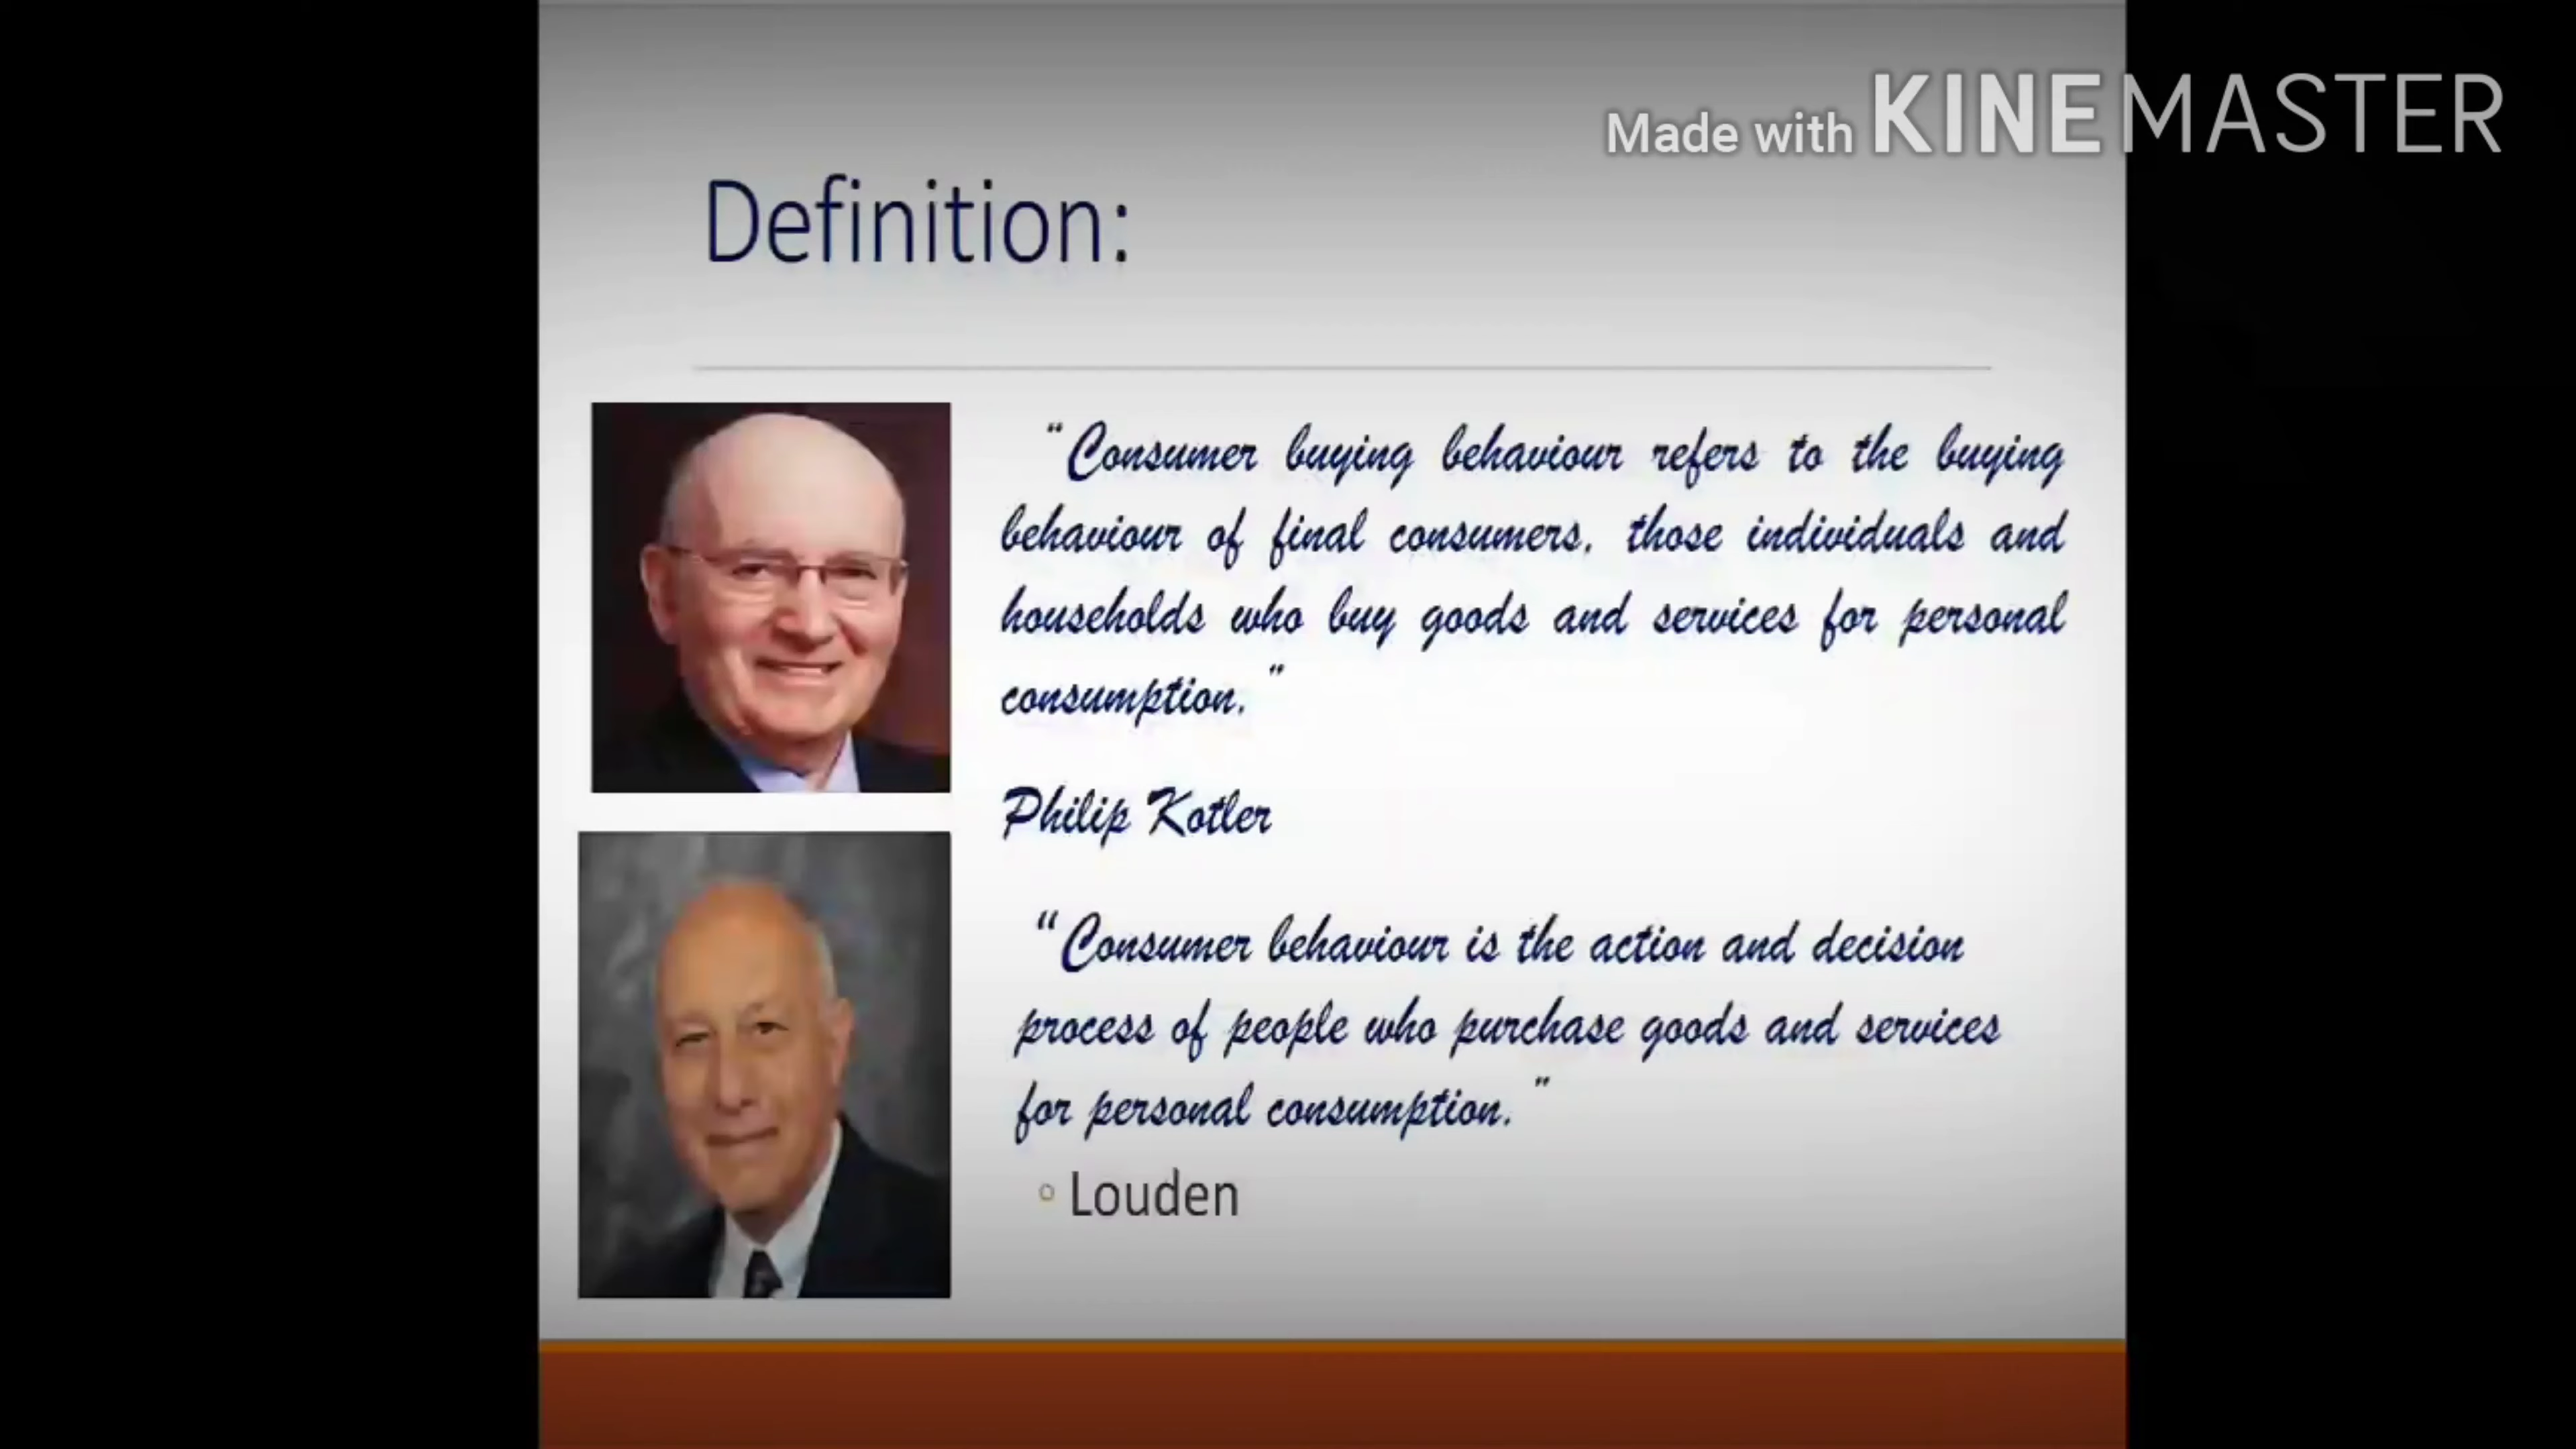 Made with KINEMASTER
Definition:
“Consumer buying behaviour refers to the buying
behaviour of final consumers, those individuals and
households who buy goods and services for personal
consumption.”
Philip Kotler
“Consumer behaviour is the action and decision
process of people who purchase goods and services
for personal consumption.”
Louden